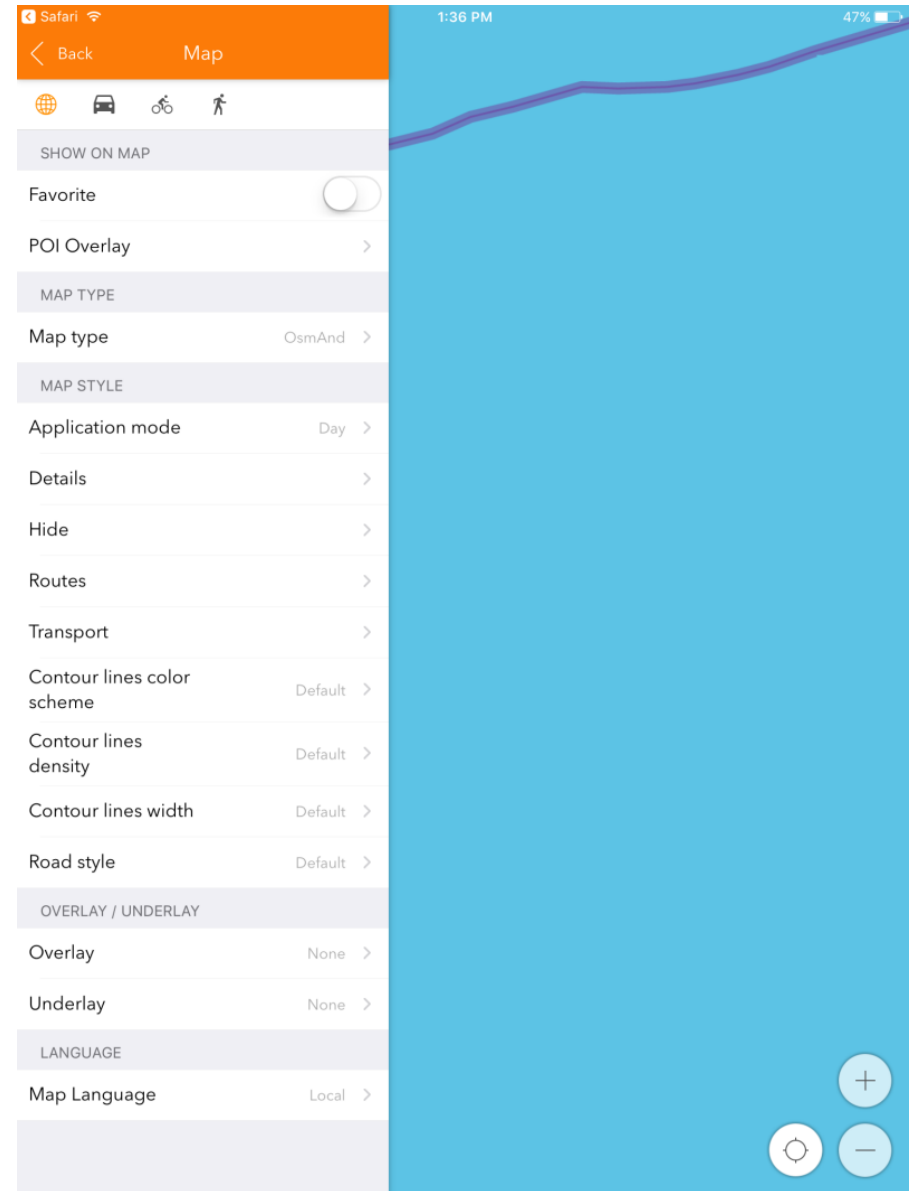 Safari 1:36 PM 47%
Back Map
SHOW ON MAP
Favorite
POI Overlay
MAP TYPE
Map type OsmAnd
MAP STYLE
Application mode Day
Details
Hide
Routes
Transport
Contour lines color
scheme Default
Contour lines
density Default
Contour lines width Default
Road style Default
OVERLAY / UNDERLAY
Overlay None
Underlay None
LANGUAGE
Map Language Local